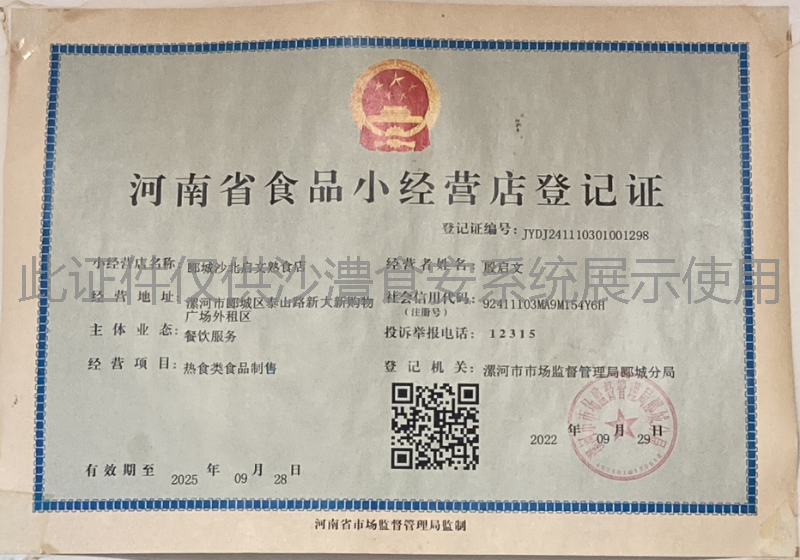 河南省食品小经营店登记证
登记证编号: JYDJ241110301001298
小经营店名称: 郾城沙北启文熟食店
经营者姓名: 殷启文
此证件仅供沙澧食安系统展示使用
经营地址: 漯河市郾城区泰山路新大新购物
广场外租区
社会信用代码: 92411103MA9M154Y6H
(注册号)
主体业态: 餐饮服务
投诉举报电话: 12315
经营项目: 热食类食品制售
登记机关: 漯河市市场监督管理局郾城分局
2022 年 09 月 29 日
有效期至 2025 年 09 月 28 日
河南省市场监督管理局监制